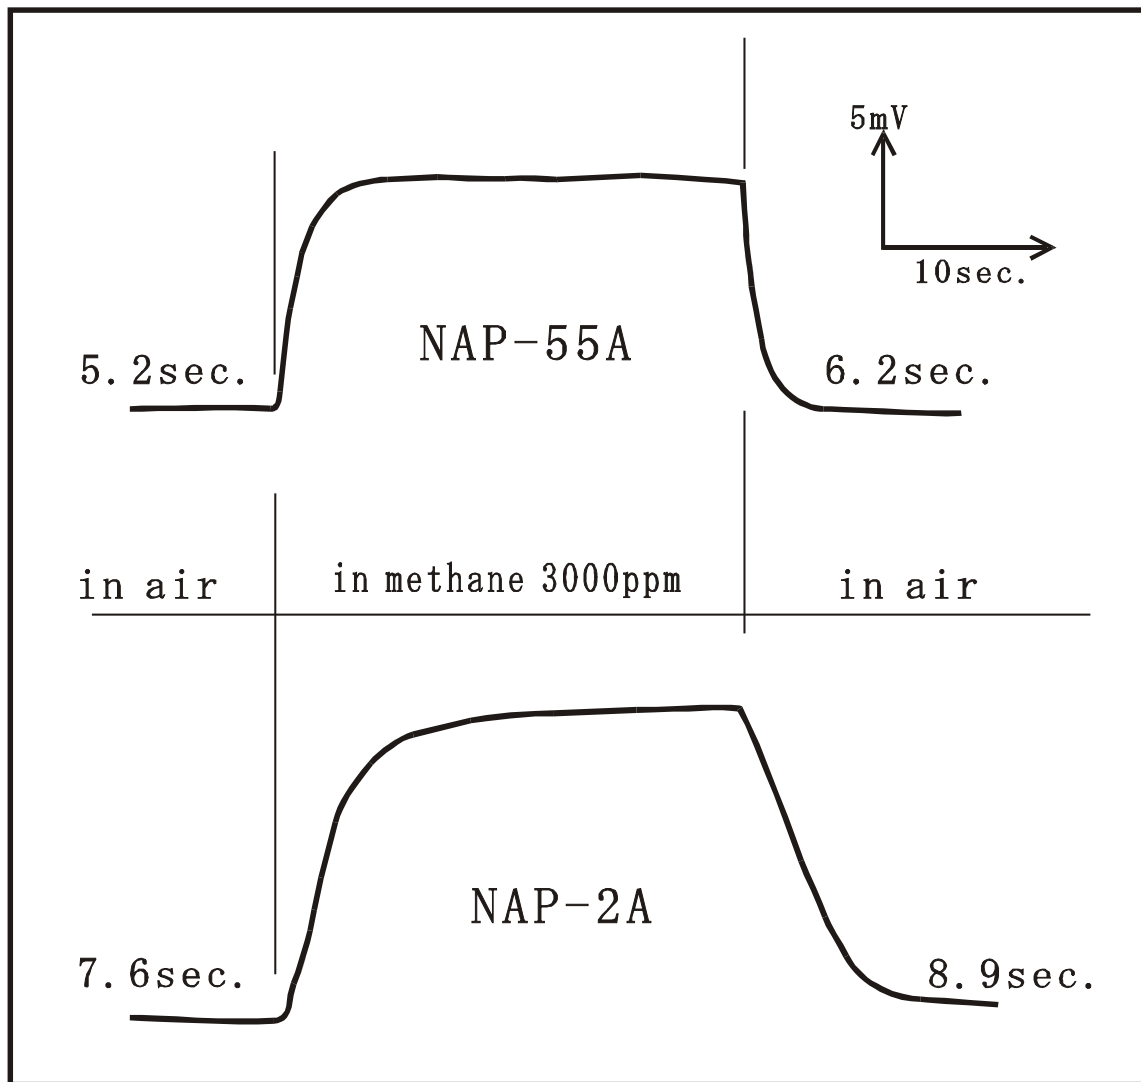 5mV
10sec.
NAP-55A
5.2sec.
6.2sec.
in air
in methane 3000ppm
in air
NAP-2A
7.6sec.
8.9sec.